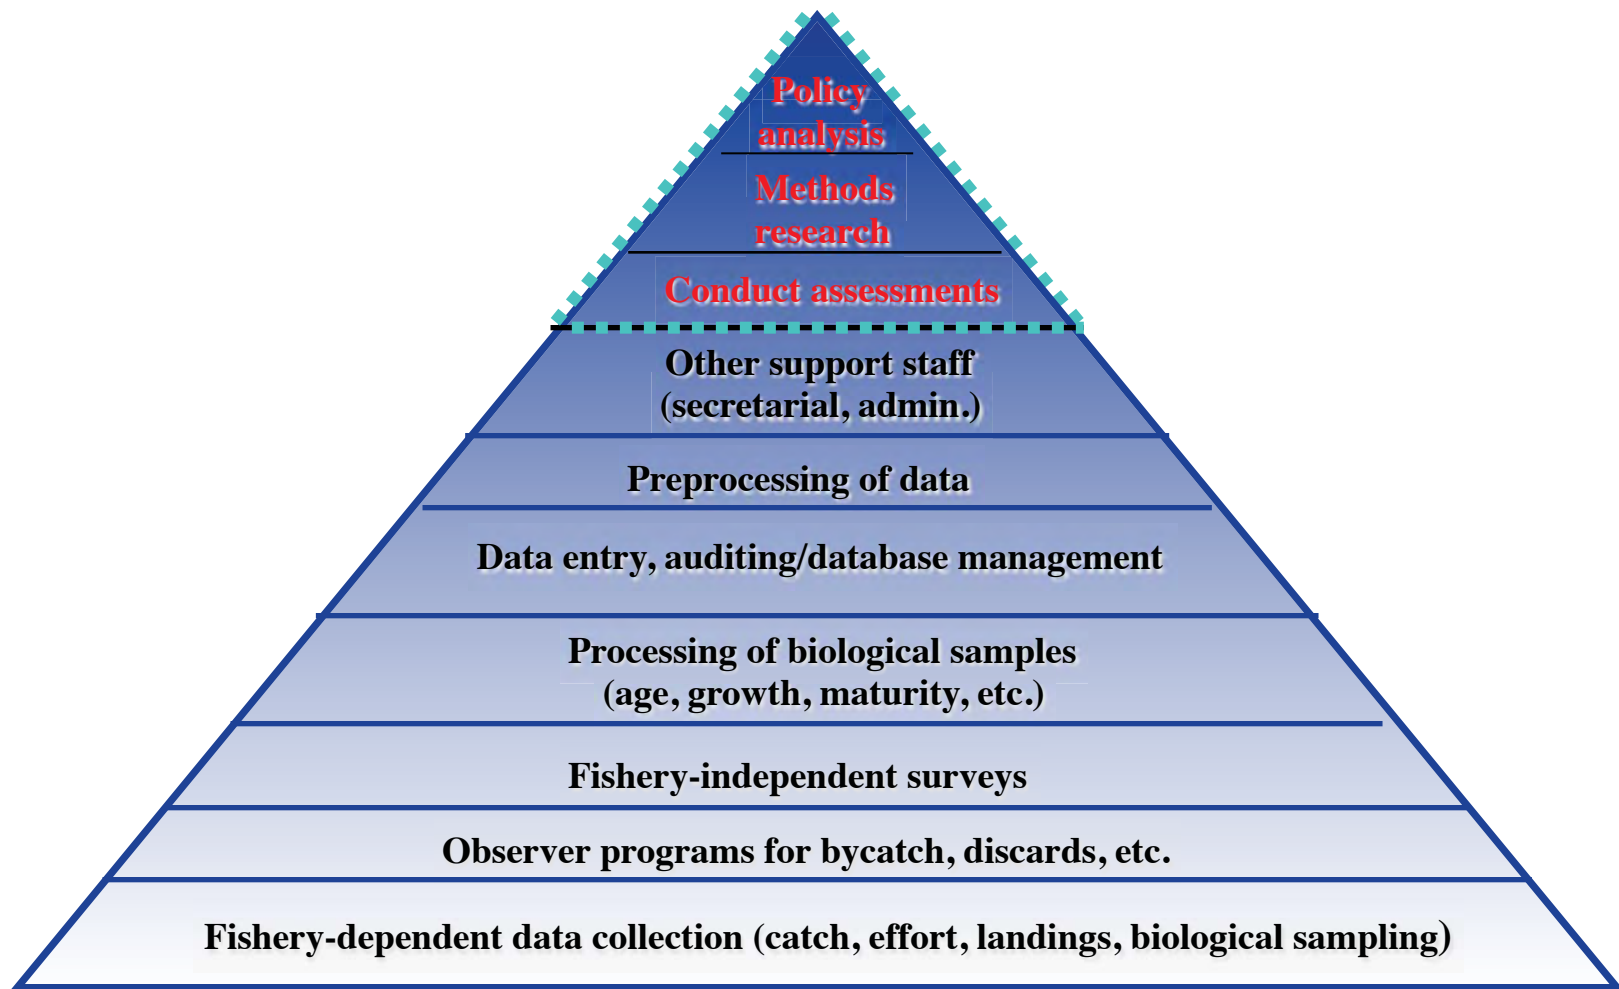 Policy
analysis
Methods
research
Conduct assessments
Other support staff
(secretarial, admin.)
Preprocessing of data
Data entry, auditing/database management
Processing of biological samples
(age, growth, maturity, etc.)
Fishery-independent surveys
Observer programs for bycatch, discards, etc.
Fishery-dependent data collection (catch, effort, landings, biological sampling)